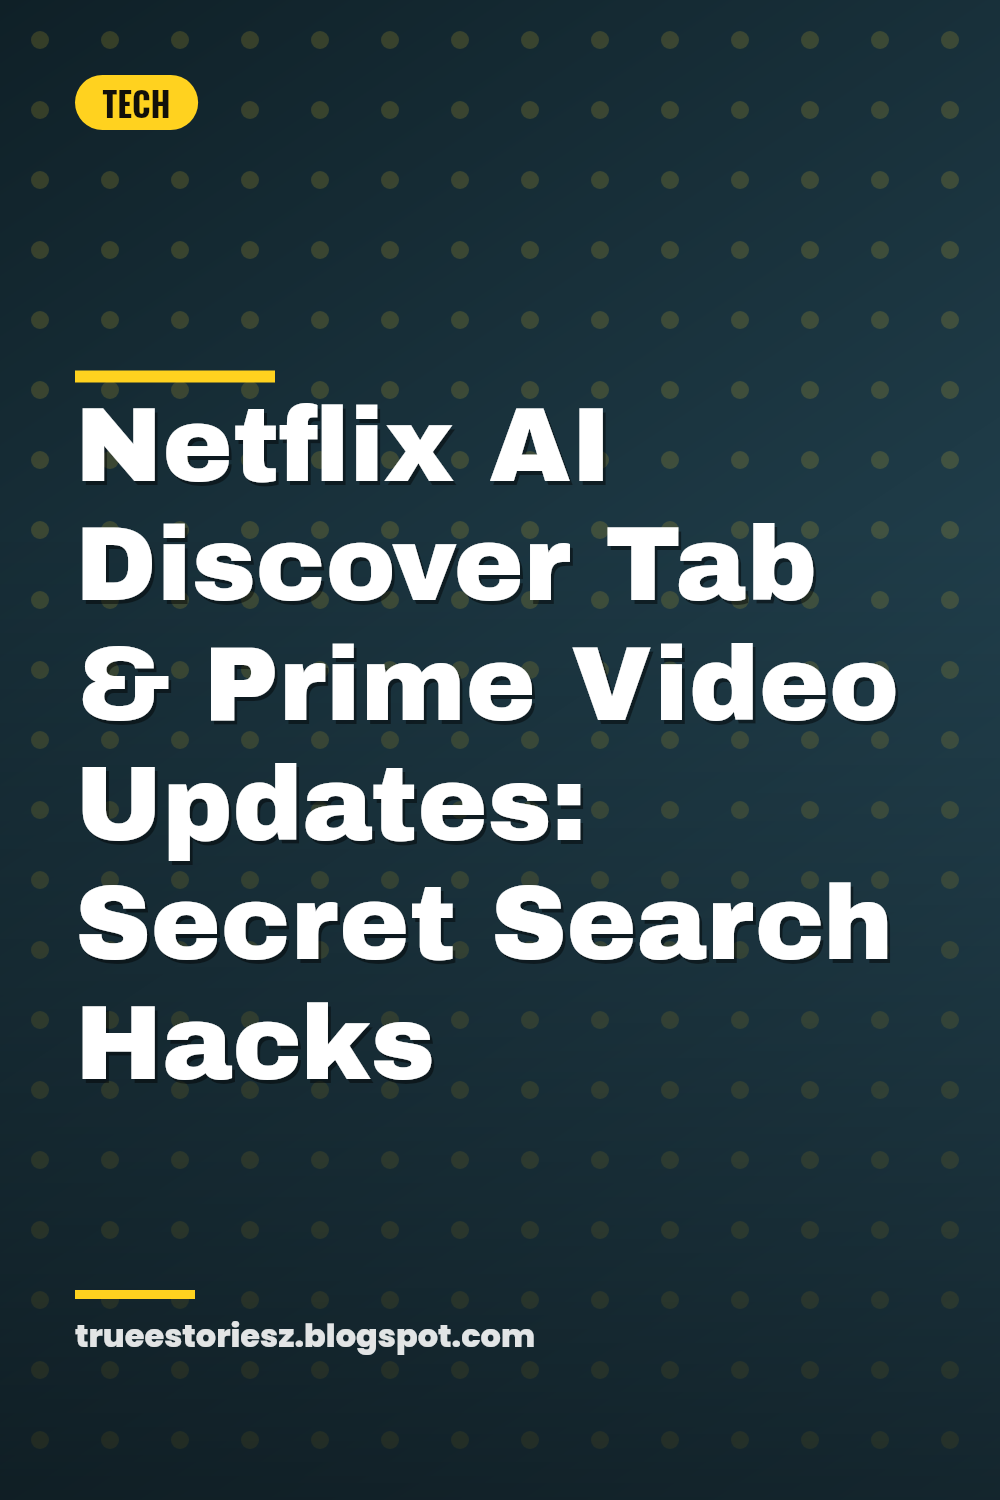 TECH
Netflix AI
Discover Tab
& Prime Video
Updates:
Secret Search
Hacks
trueestoriesz.blogspot.com